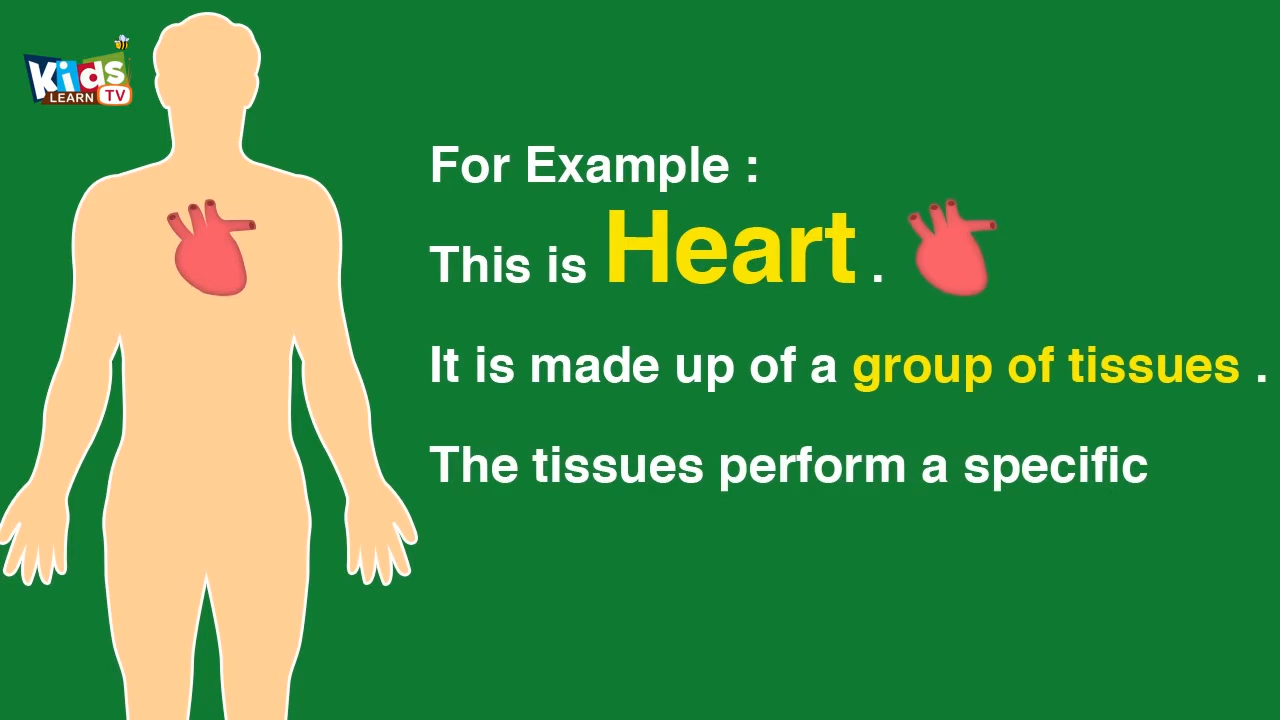 Kids
LEARN TV
For Example :
This is Heart .
It is made up of a group of tissues .
The tissues perform a specific